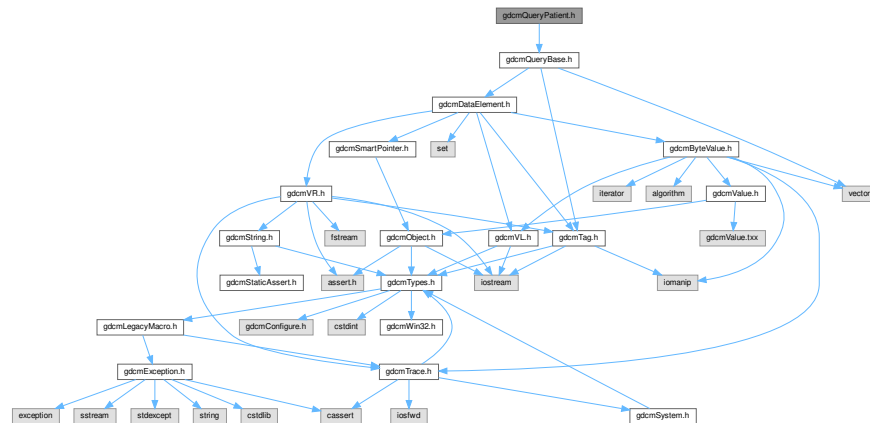 gdcmQueryPatient.h
gdcmQueryBase.h
gdcmDataElement.h
gdcmSmartPointer.h
set
gdcmByteValue.h
gdcmVR.h
iterator
algorithm
gdcmValue.h
vector
gdcmString.h
fstream
gdcmObject.h
gdcmVL.h
gdcmTag.h
gdcmValue.txx
gdcmStaticAssert.h
assert.h
gdcmTypes.h
iostream
iomanip
gdcmLegacyMacro.h
gdcmConfigure.h
cstdint
gdcmWin32.h
gdcmException.h
gdcmTrace.h
exception
sstream
stdexcept
string
cstdlib
cassert
iosfwd
gdcmSystem.h